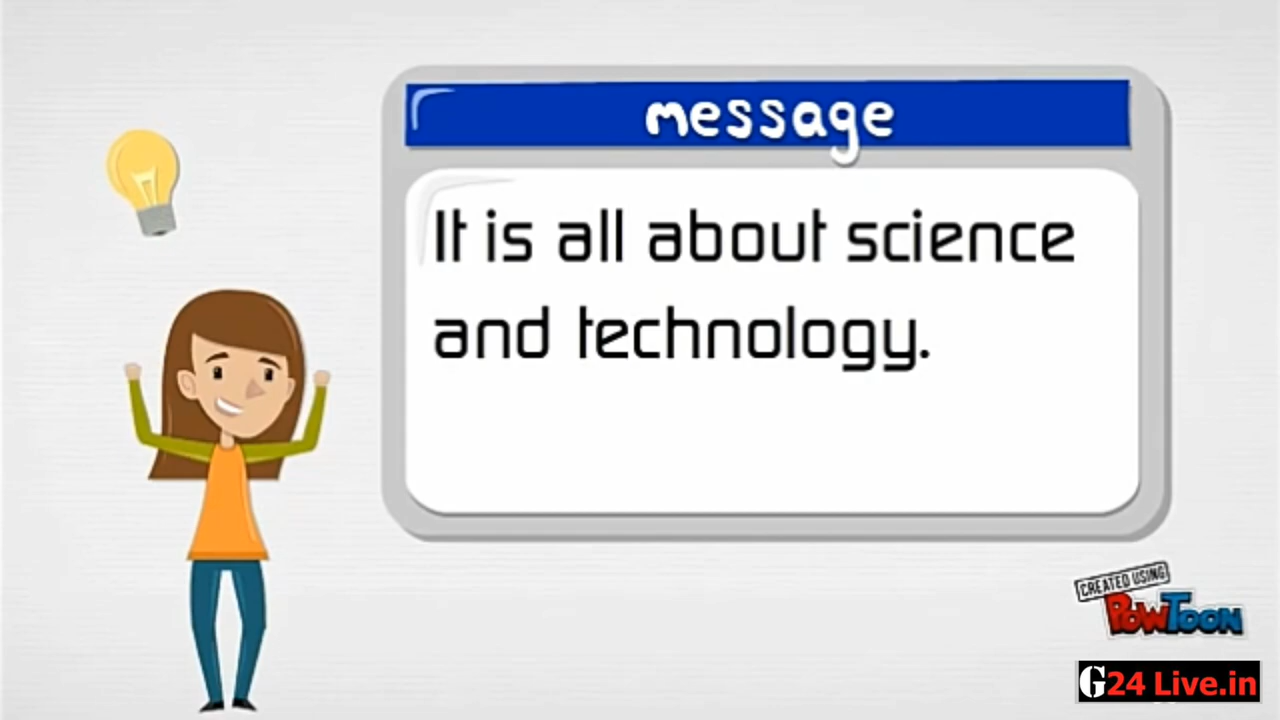 message
It is all about science
and technology.
CREATED USING
POWTOON
G24 Live.in